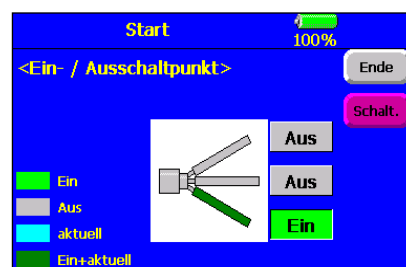 Start
100%
<Ein- / Ausschaltpunkt>
Ende
Schalt.
Aus
Aus
Ein
Ein
Aus
aktuell
Ein+aktuell